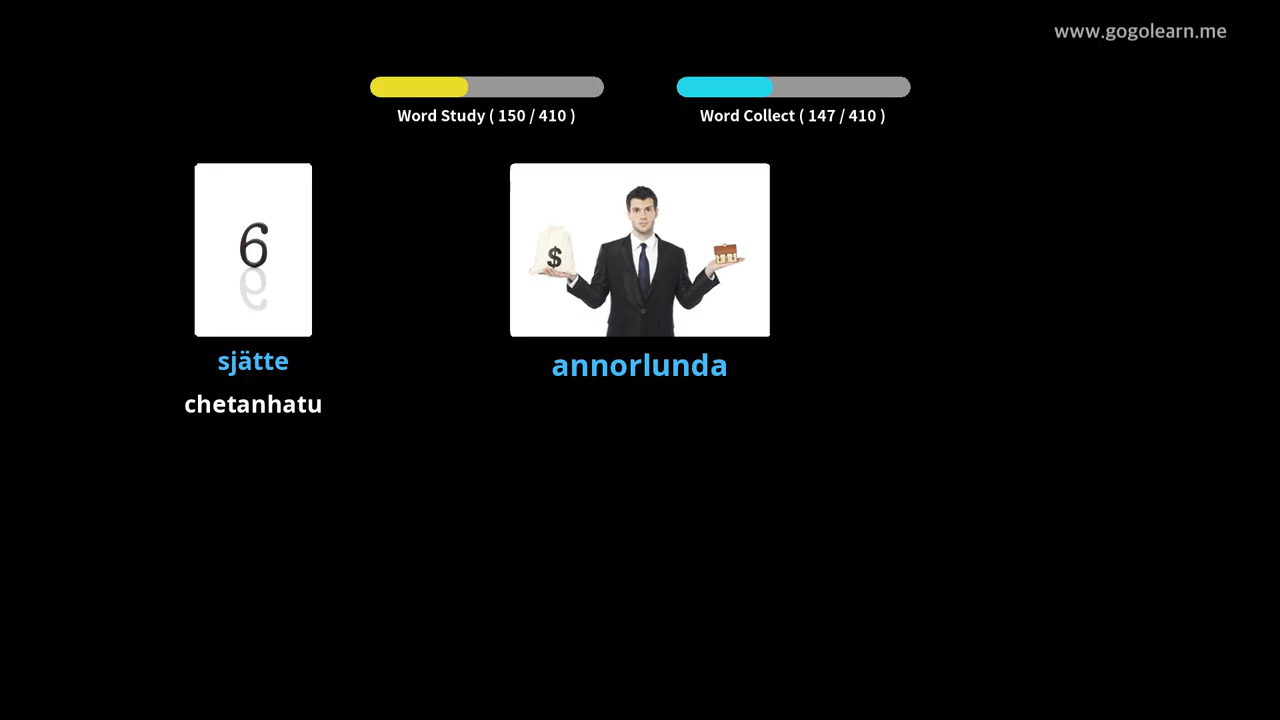 www.gogolearn.me
Word Study ( 150 / 410 )
Word Collect ( 147 / 410 )
6
$
sjätte
annorlunda
chetanhatu